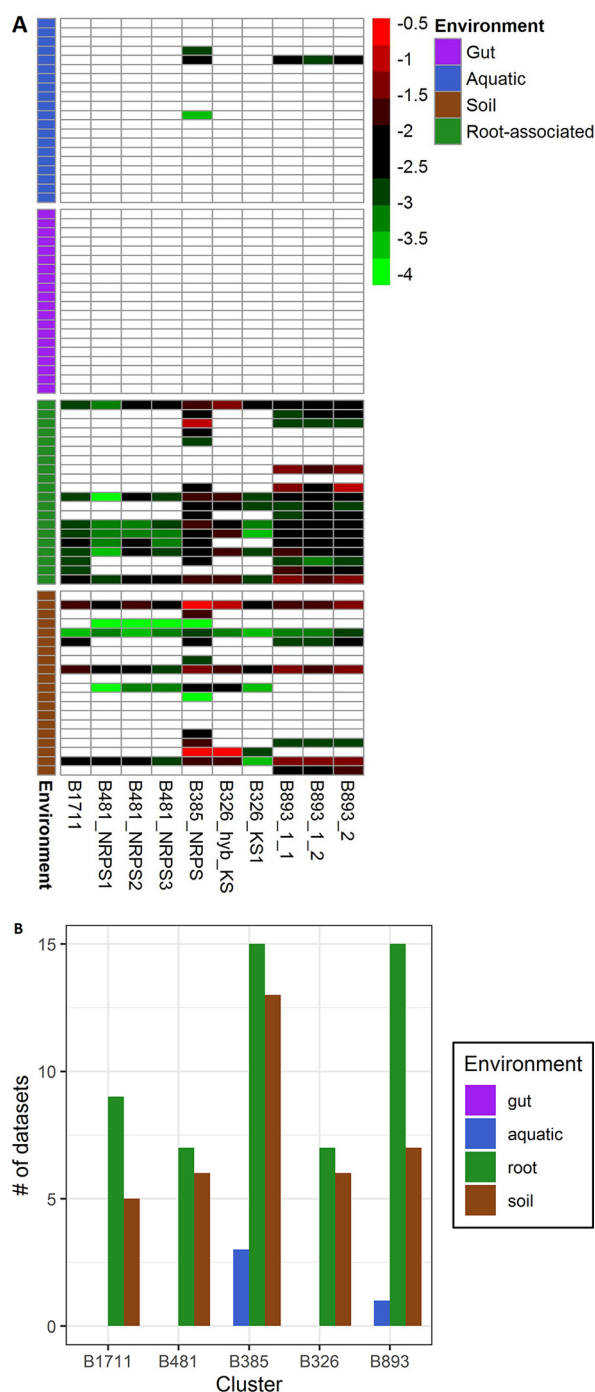 A
-0.5
-1
-1.5
-2
-2.5
-3
-3.5
-4
Environment
Gut
Aquatic
Soil
Root-associated
Environment
B1711
B481_NRPS1
B481_NRPS2
B481_NRPS3
B385_NRPS
B326_hyb_KS
B326_KS1
B893_1_1
B893_1_2
B893_2
B
# of datasets
15
10
5
0
B1711
B481
B385
B326
B893
Cluster
Environment
gut
aquatic
root
soil